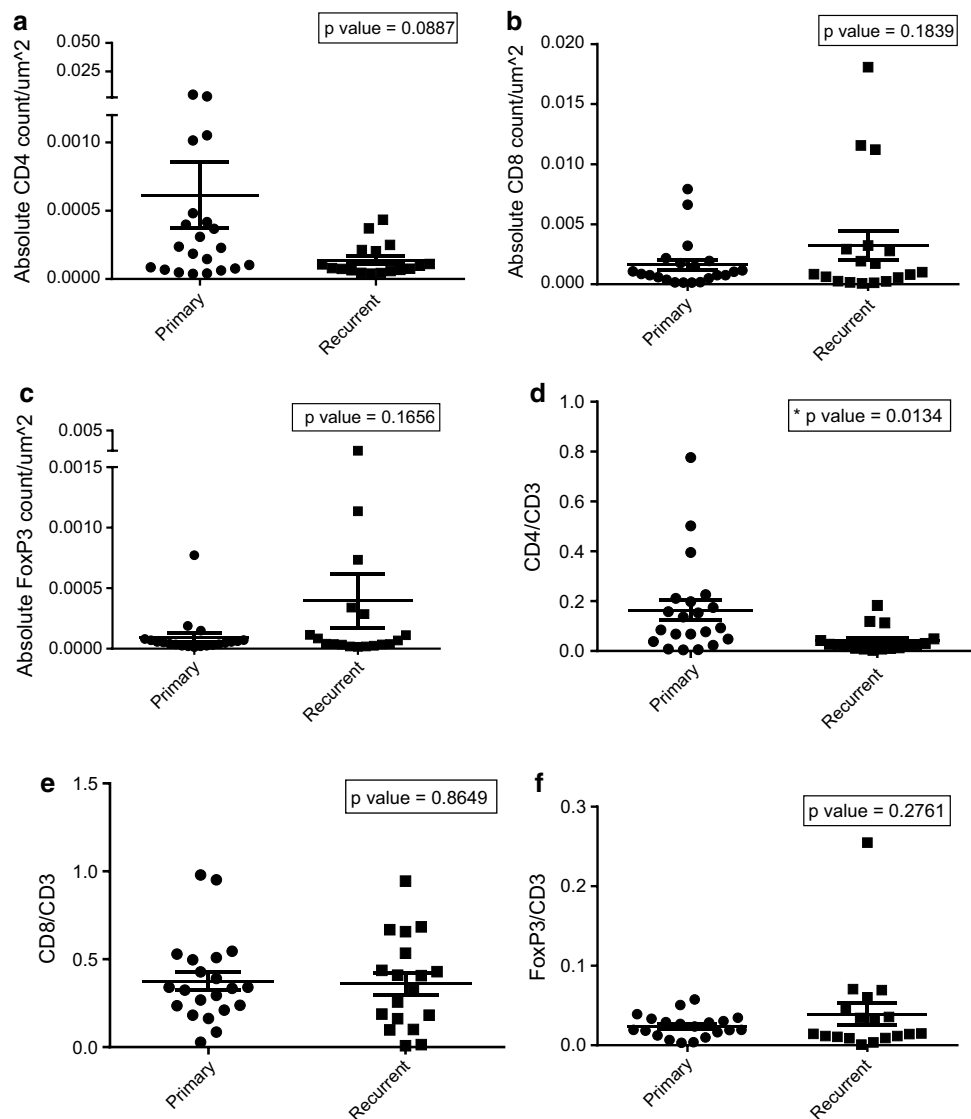 a
p value = 0.0887
Absolute CD4 count/um^2
0.050
0.025
0.0010
0.0005
0.0000
Primary
Recurrent
b
p value = 0.1839
Absolute CD8 count/um^2
0.020
0.015
0.010
0.005
0.000
Primary
Recurrent
c
p value = 0.1656
Absolute FoxP3 count/um^2
0.005
0.0015
0.0010
0.0005
0.0000
Primary
Recurrent
d
* p value = 0.0134
CD4/CD3
1.0
0.8
0.6
0.4
0.2
0.0
Primary
Recurrent
e
p value = 0.8649
CD8/CD3
1.5
1.0
0.5
0.0
Primary
Recurrent
f
p value = 0.2761
FoxP3/CD3
0.3
0.2
0.1
0.0
Primary
Recurrent